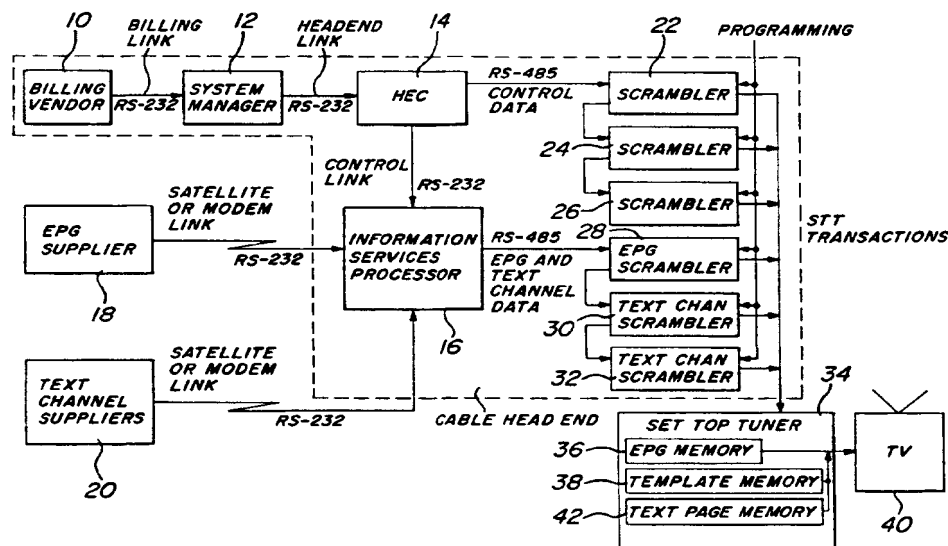 10
BILLING
LINK
12
HEADEND
LINK
14
22
PROGRAMMING
BILLING
VENDOR
RS-232
SYSTEM
MANAGER
RS-232
HEC
RS-485
CONTROL
DATA
SCRAMBLER
24
SCRAMBLER
26
SCRAMBLER
CONTROL
LINK
RS-232
SATELLITE
OR MODEM
LINK
EPG
SUPPLIER
18
RS-232
INFORMATION
SERVICES
PROCESSOR
16
RS-485
EPG AND
TEXT
CHANNEL DATA
28
EPG
SCRAMBLER
STT
TRANSACTIONS
30
TEXT CHAN
SCRAMBLER
32
TEXT CHAN
SCRAMBLER
SATELLITE
OR MODEM
LINK
TEXT
CHANNEL
SUPPLIERS
20
RS-232
CABLE HEAD END
34
SET TOP TUNER
36
EPG MEMORY
38
TEMPLATE MEMORY
42
TEXT PAGE MEMORY
TV
40